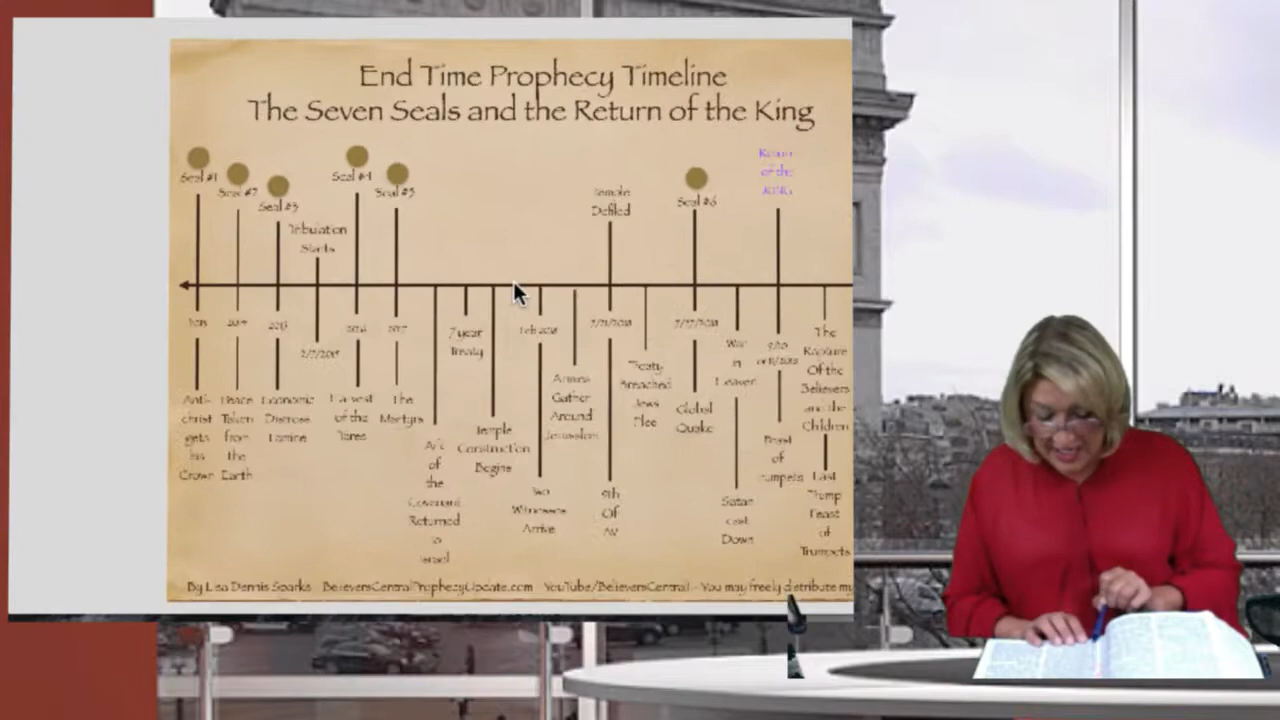 End Time Prophecy Timeline
The Seven Seals and the Return of the King
Seal #1
Seal #2
Seal #3
Tribulation
Starts
Seal #4
Seal #5
Temple
Defiled
Seal #6
Return
of the
KING
2014
2017
7 year
Treaty
Feb 2018
War
in
Heaven
The
Rapture
Of the
Believers
and the
Children
Anti-
christ
gets
his
Crown
Peace
Taken
from
the
Earth
Economic
Distress
Famine
Harvest
of the
Tares
The
Martyrs
Ark
of
the
Covenant
Returned
to
Israel
Temple
Construction
Begins
Two
Witnesses
Arrive
Armies
Gather
Around
Jerusalem
9th
Of
AV
Treaty
Breached
Jews
Flee
Global
Quake
Satan
cast
Down
Feast
of
Trumpets
Last
Trump
Feast
of
Trumpets
By Lisa Dennis Sparks BelieversCentralProphecyUpdate.com YouTube/BelieversCentral - You may freely distribute my